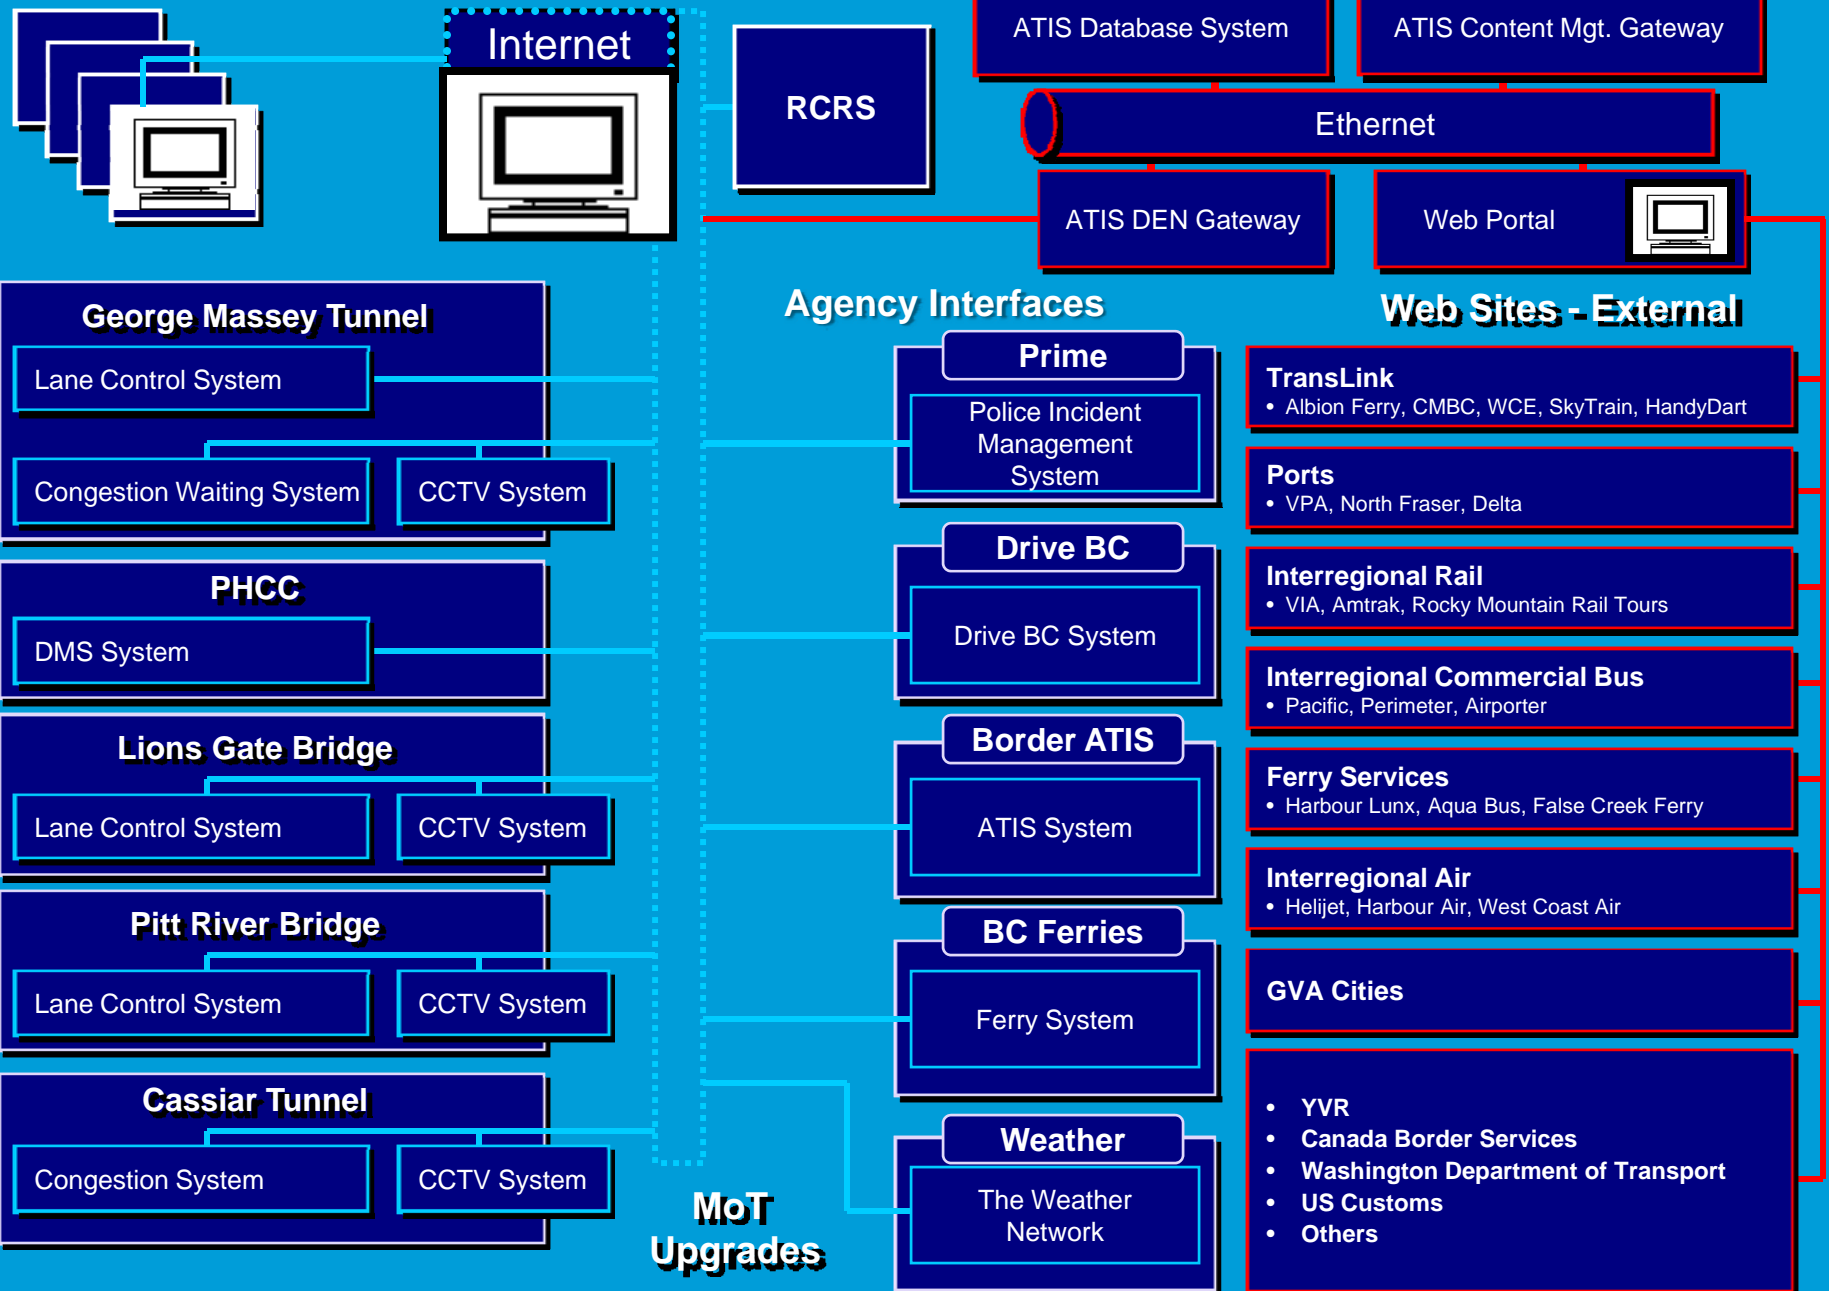 Internet
RCRS
ATIS Database System
ATIS Content Mgt. Gateway
Ethernet
ATIS DEN Gateway
Web Portal
George Massey Tunnel
Lane Control System
Congestion Waiting System
CCTV System
PHCC
DMS System
Lions Gate Bridge
Lane Control System
CCTV System
Pitt River Bridge
Lane Control System
CCTV System
Cassiar Tunnel
Congestion System
CCTV System
MoT
Upgrades
Agency Interfaces
Prime
Police Incident
Management
System
Drive BC
Drive BC System
Border ATIS
ATIS System
BC Ferries
Ferry System
Weather
The Weather
Network
Web Sites - External
TransLink
• Albion Ferry, CMBC, WCE, SkyTrain, HandyDart
Ports
• VPA, North Fraser, Delta
Interregional Rail
• VIA, Amtrak, Rocky Mountain Rail Tours
Interregional Commercial Bus
• Pacific, Perimeter, Airporter
Ferry Services
• Harbour Lunx, Aqua Bus, False Creek Ferry
Interregional Air
• Helijet, Harbour Air, West Coast Air
GVA Cities
• YVR
• Canada Border Services
• Washington Department of Transport
• US Customs
• Others